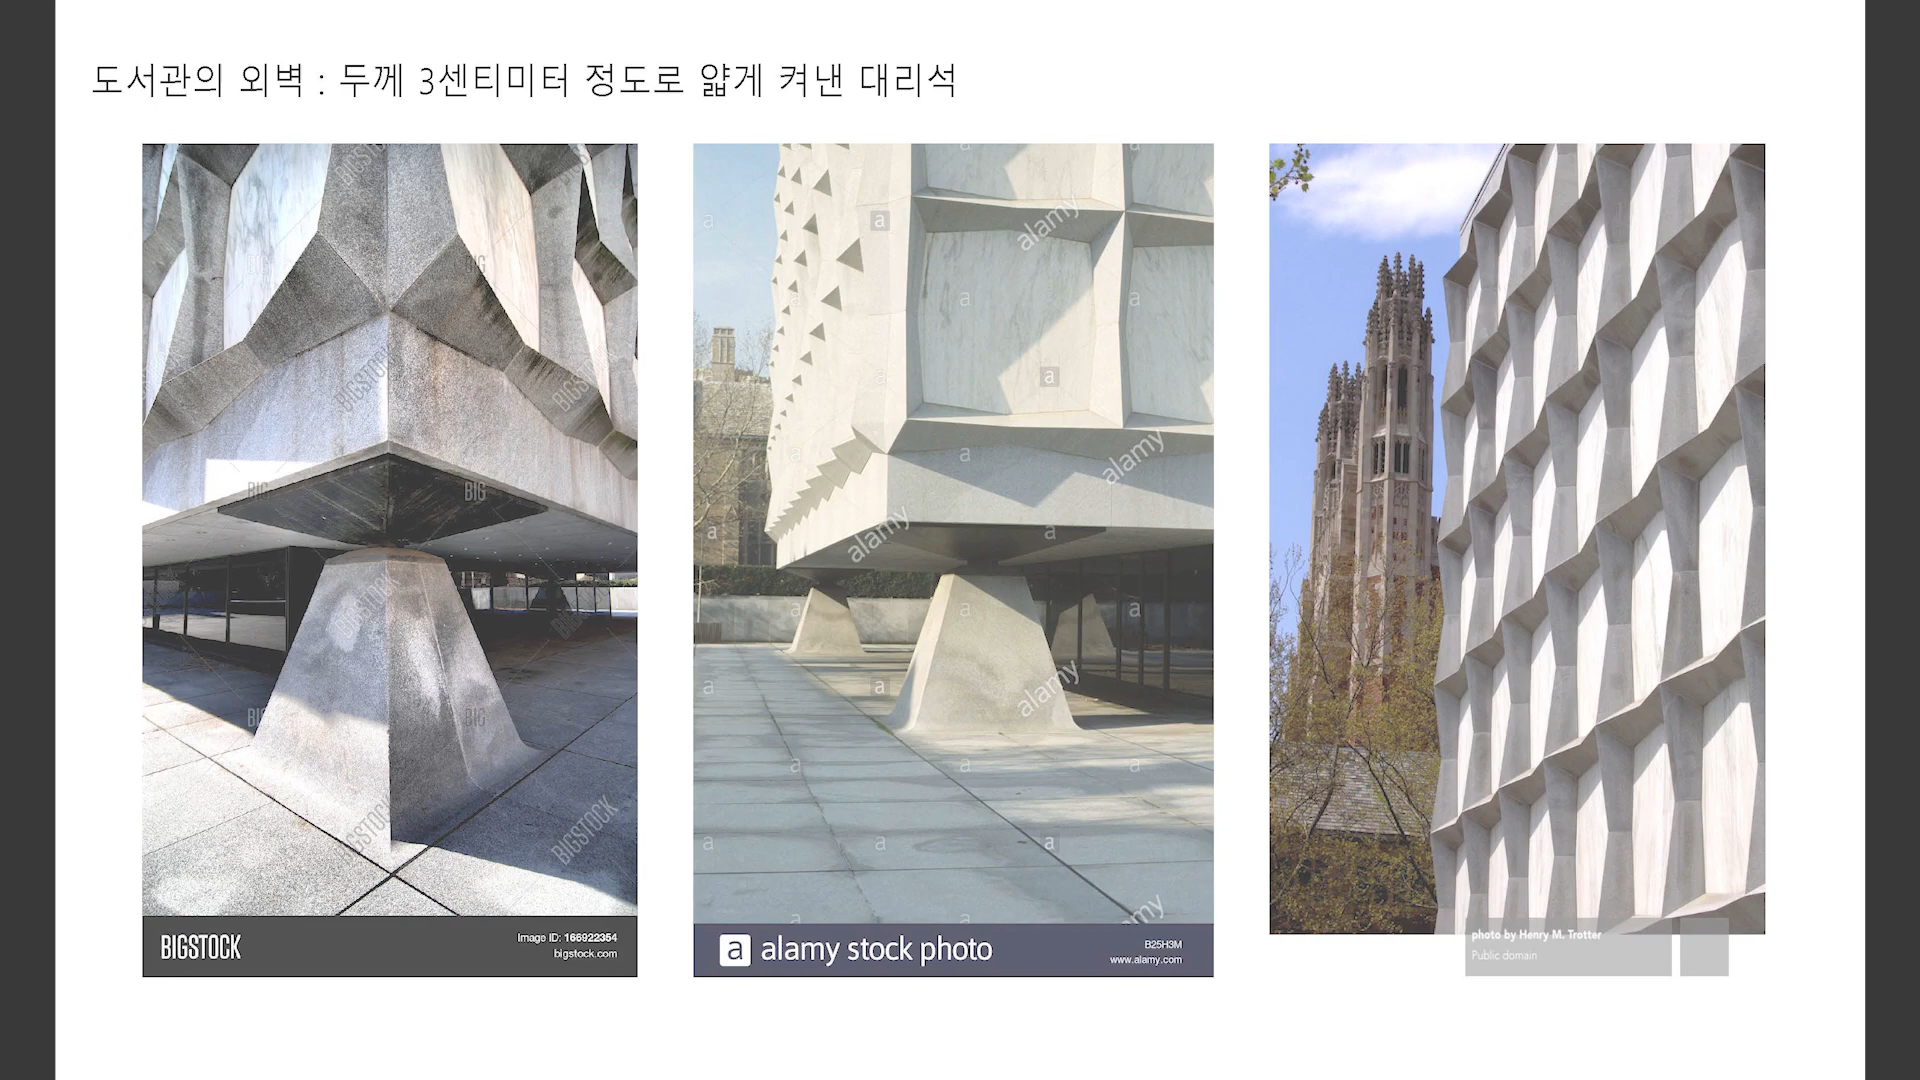 도서관의 외벽 : 두께 3센티미터 정도로 얇게 켜낸 대리석
BIGSTOCK
Image ID: 166922354
bigstock.com
a alamy stock photo
B25H3M
www.alamy.com
photo by Henry M. Trotter
Public domain